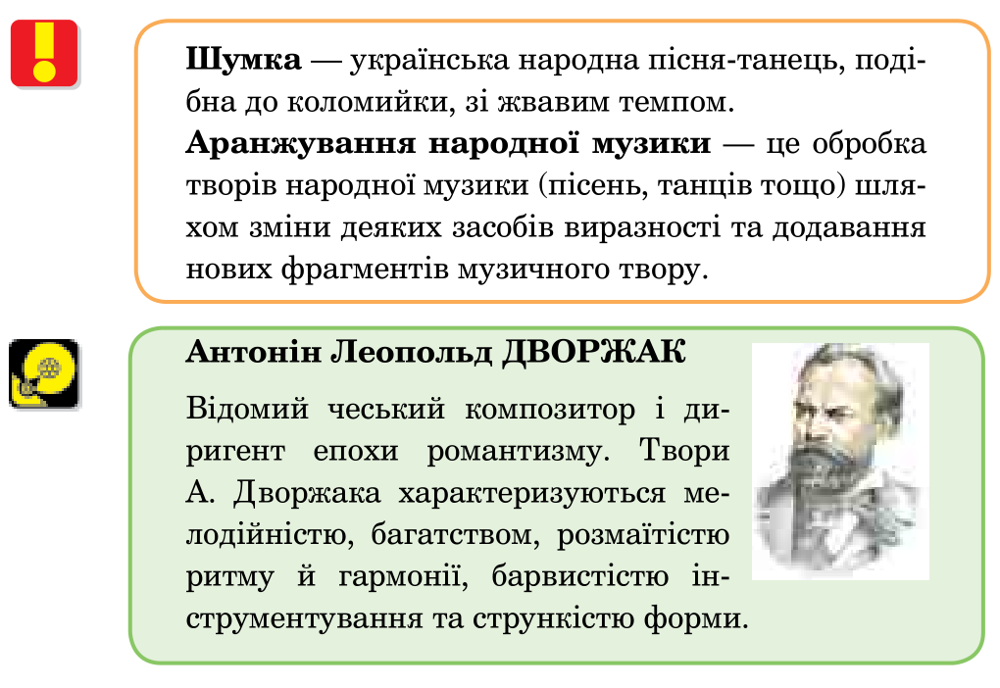 Шумка — українська народна пісня-танець, поді-
бна до коломийки, зі жвавим темпом.
Аранжування народної музики — це обробка
творів народної музики (пісень, танців тощо) шля-
хом зміни деяких засобів виразності та додавання
нових фрагментів музичного твору.
Антонін Леопольд ДВОРЖАК
Відомий чеський композитор і ди-
ригент епохи романтизму. Твори
А. Дворжака характеризуються ме-
лодійністю, багатством, розмаїтістю
ритму й гармонії, барвистістю ін-
струментування та стрункістю форми.